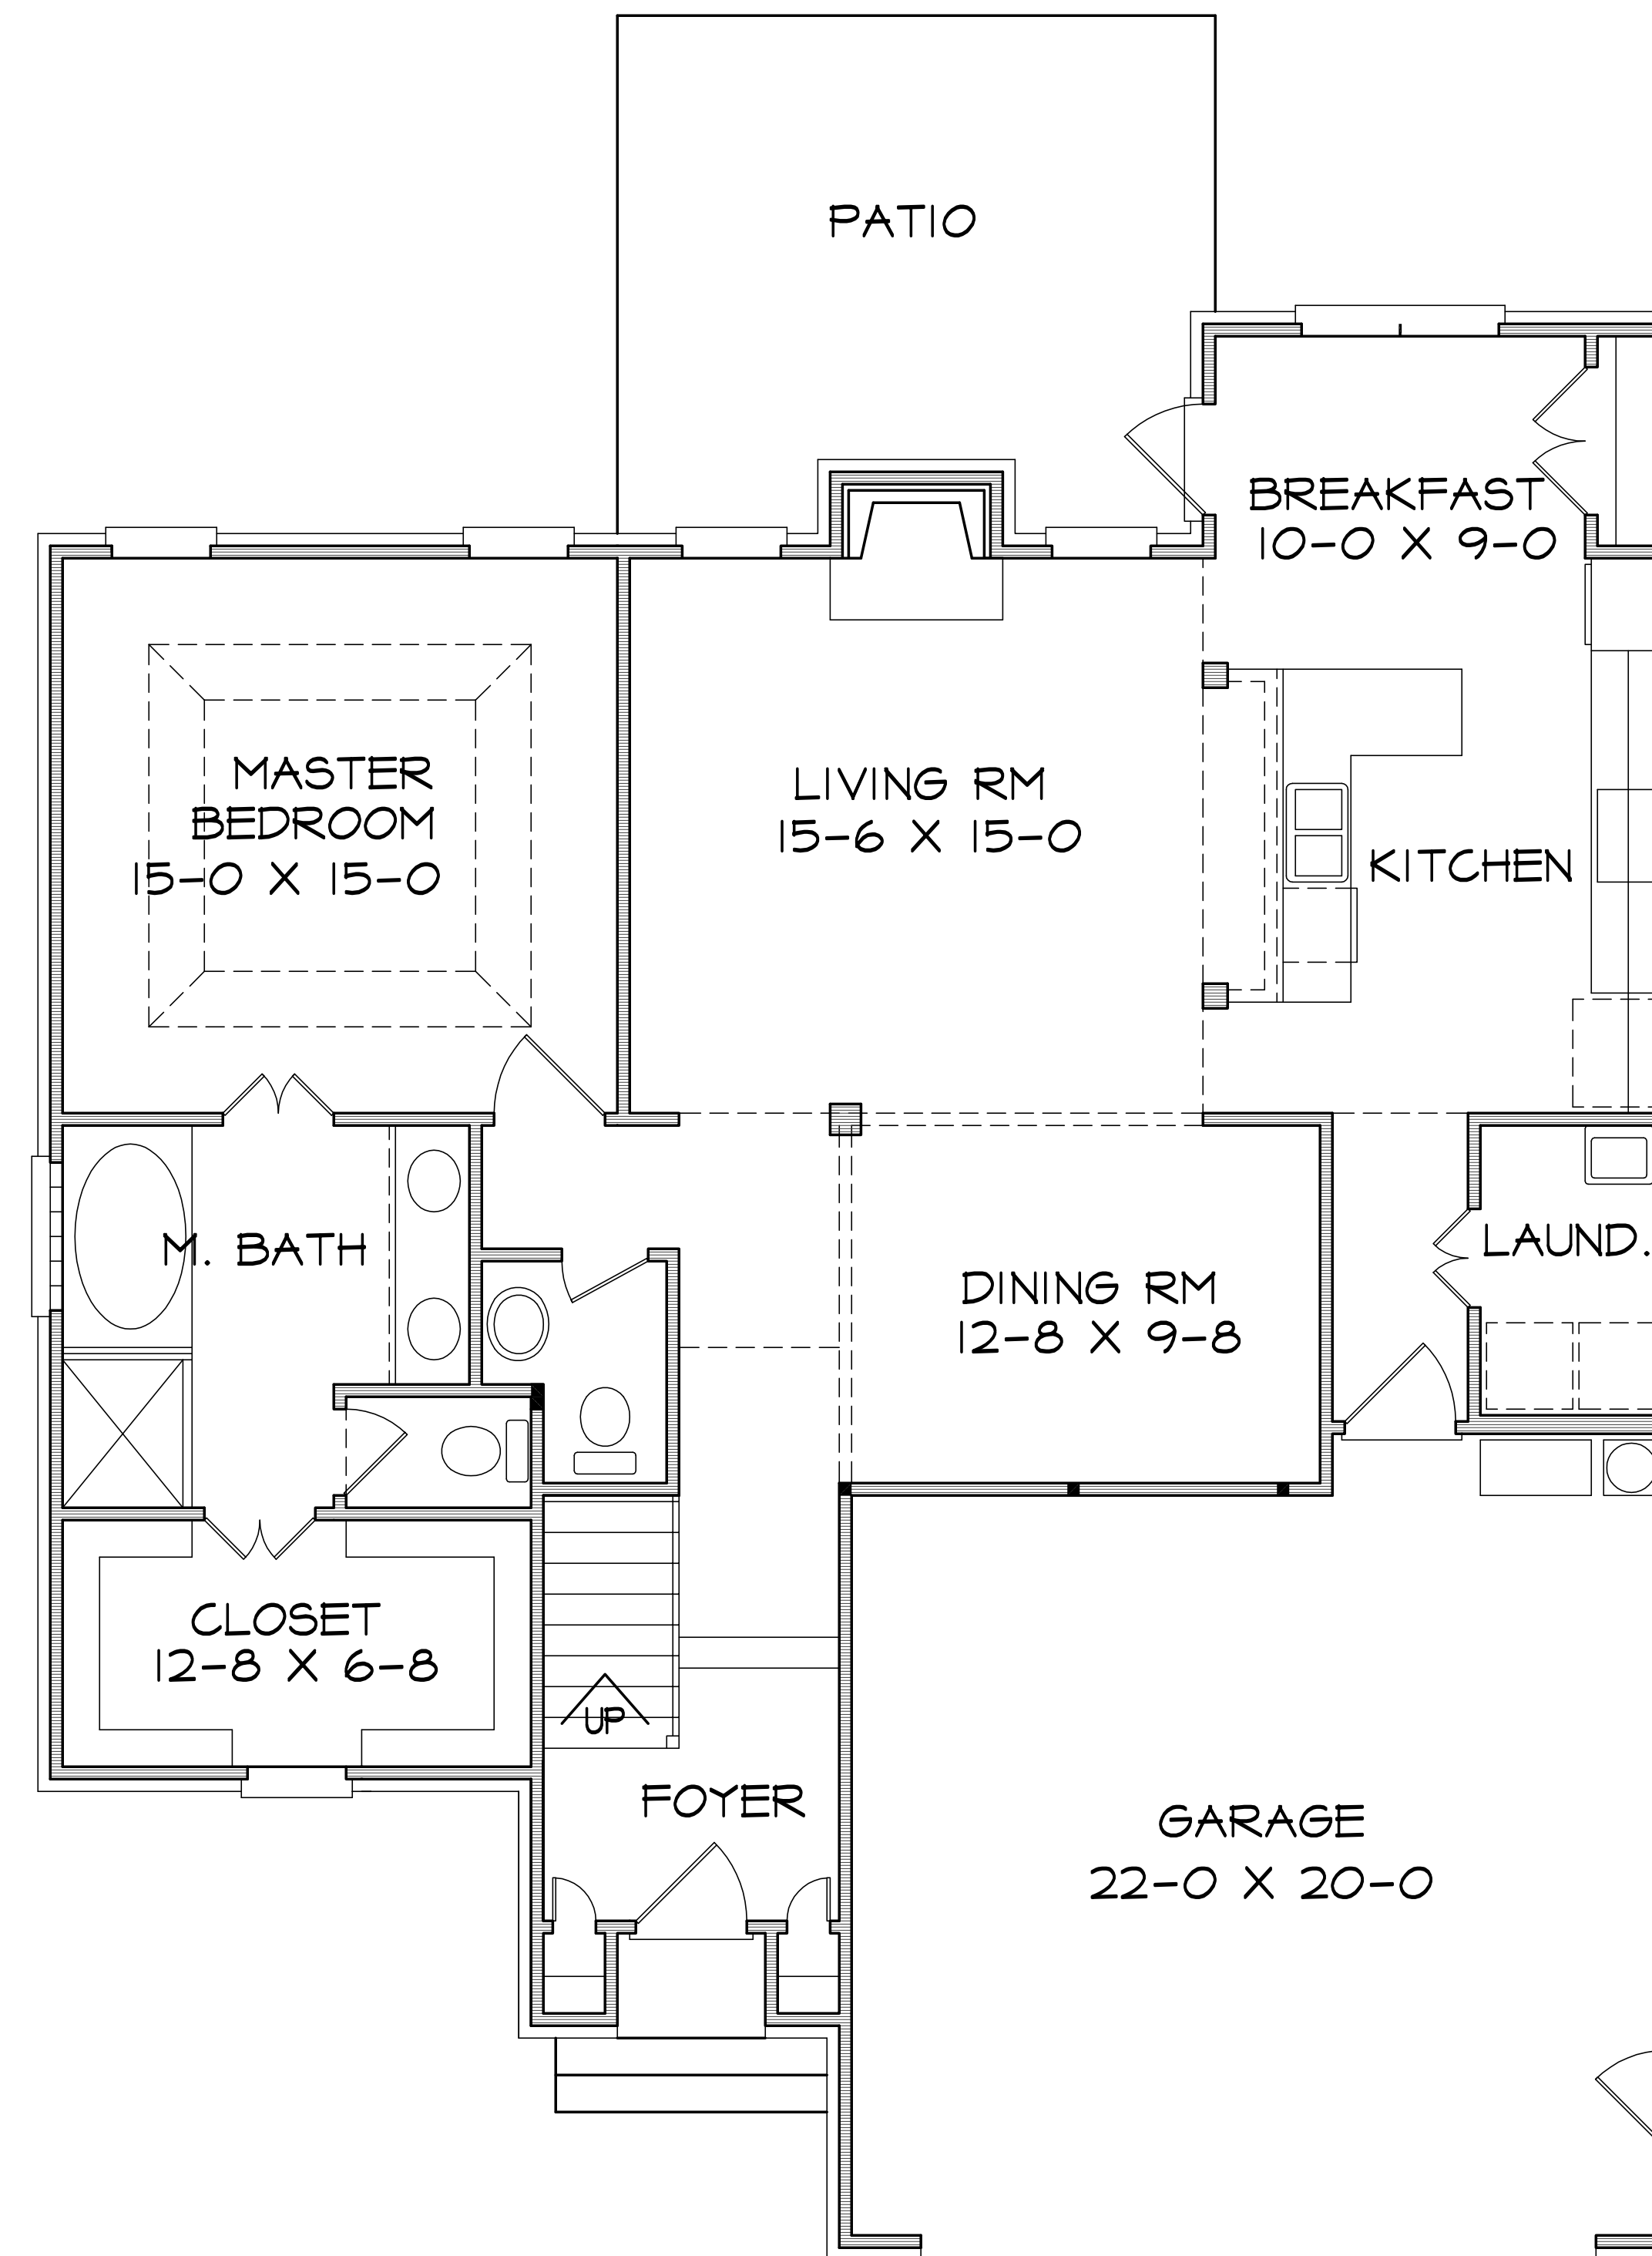 PATIO
BREAKFAST
10-0 X 9-0
MASTER
BEDROOM
15-0 X 15-0
LIVING RM
15-6 X 15-0
KITCHEN
M. BATH
DINING RM
12-8 X 9-8
LAUND.
CLOSET
12-8 X 6-8
UP
FOYER
GARAGE
22-0 X 20-0